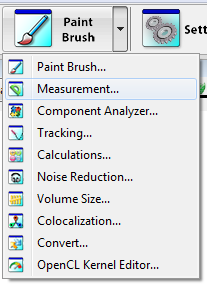 Paint
Brush
Sett
Paint Brush...
Measurement...
Component Analyzer...
Tracking...
Calculations...
Noise Reduction...
Volume Size...
Colocalization...
Convert...
OpenCL Kernel Editor...